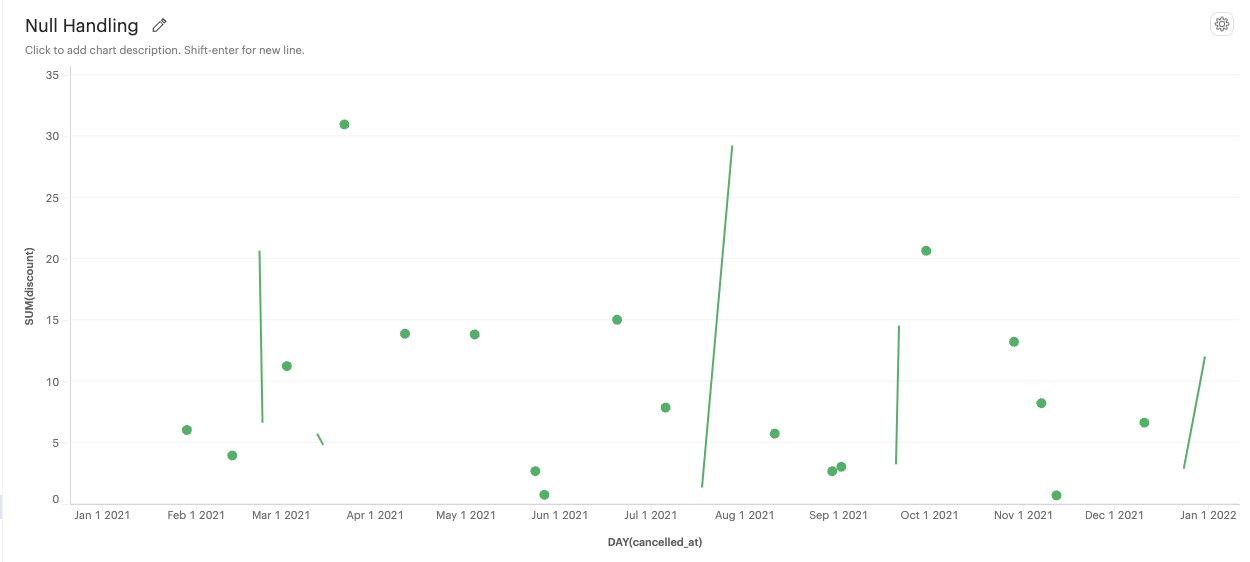 Null Handling
Click to add chart description. Shift-enter for new line.
35
30
25
20
15
10
5
0
SUM(discount)
Jan 1 2021 Feb 1 2021 Mar 1 2021 Apr 1 2021 May 1 2021 Jun 1 2021 Jul 1 2021 Aug 1 2021 Sep 1 2021 Oct 1 2021 Nov 1 2021 Dec 1 2021 Jan 1 2022
DAY(cancelled_at)